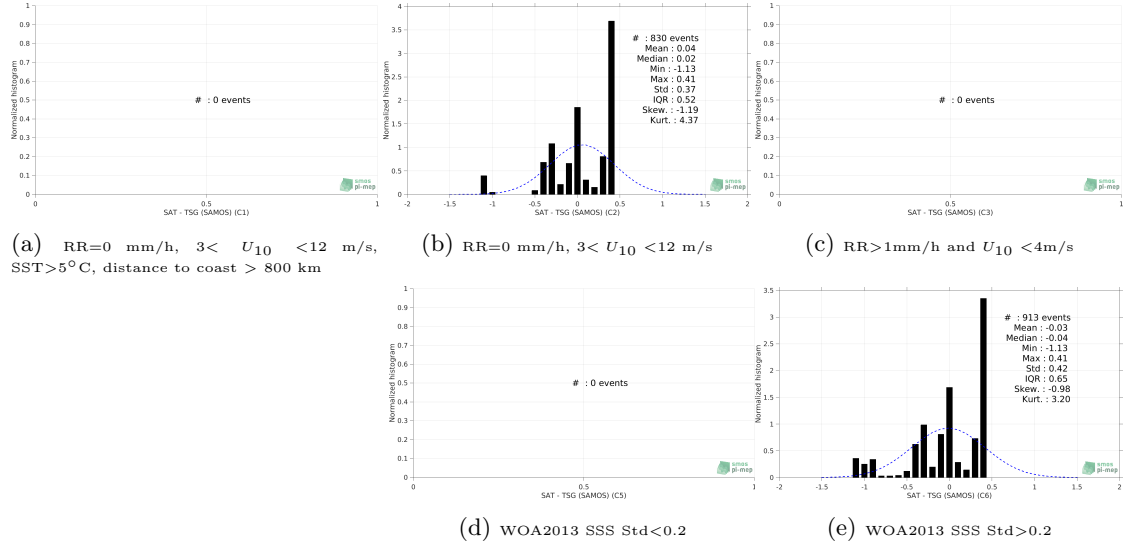 1
0.9
0.8
0.7
0.6
0.5
0.4
0.3
0.2
0.1
0
Normalized histogram
# : 0 events
0 0.5 1
SAT - TSG (SAMOS) (C1)
smos
pi-mep
(a) RR=0 mm/h, 3< U10 <12 m/s,
SST>5°C, distance to coast > 800 km
4
3.5
3
2.5
2
1.5
1
0.5
0
Normalized histogram
# : 830 events
Mean : 0.04
Median : 0.02
Min : -1.13
Max : 0.41
Std : 0.37
IQR : 0.52
Skew. : -1.19
Kurt. : 4.37
-2 -1.5 -1 -0.5 0 0.5 1 1.5 2
SAT - TSG (SAMOS) (C2)
smos
pi-mep
(b) RR=0 mm/h, 3< U10 <12 m/s
1
0.9
0.8
0.7
0.6
0.5
0.4
0.3
0.2
0.1
0
Normalized histogram
# : 0 events
0 0.5 1
SAT - TSG (SAMOS) (C3)
smos
pi-mep
(c) RR>1mm/h and U10 <4m/s
1
0.9
0.8
0.7
0.6
0.5
0.4
0.3
0.2
0.1
0
Normalized histogram
# : 0 events
0 0.5 1
SAT - TSG (SAMOS) (C5)
smos
pi-mep
(d) WOA2013 SSS Std<0.2
3.5
3
2.5
2
1.5
1
0.5
0
Normalized histogram
# : 913 events
Mean : -0.03
Median : -0.04
Min : -1.13
Max : 0.41
Std : 0.42
IQR : 0.65
Skew. : -0.98
Kurt. : 3.20
-2 -1.5 -1 -0.5 0 0.5 1 1.5 2
SAT - TSG (SAMOS) (C6)
smos
pi-mep
(e) WOA2013 SSS Std>0.2